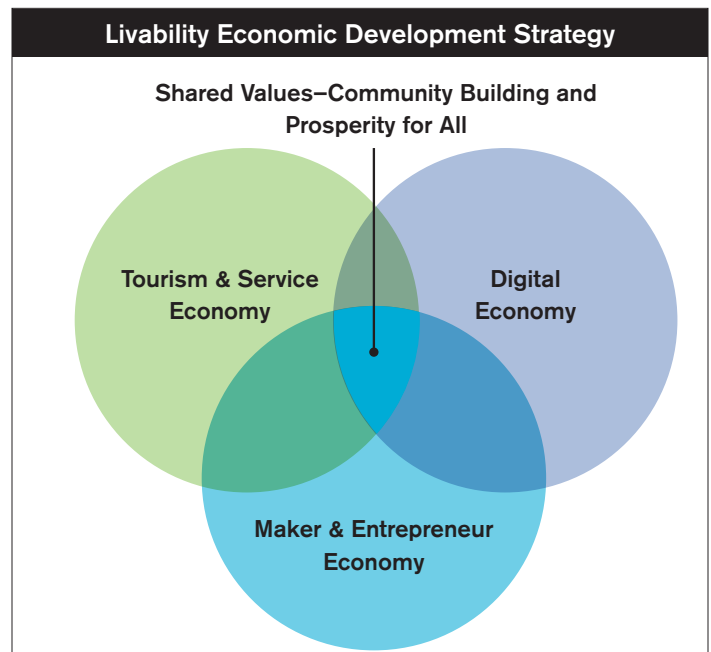 Livability Economic Development Strategy
Shared Values–Community Building and
Prosperity for All
Tourism & Service
Economy
Digital
Economy
Maker & Entrepreneur
Economy